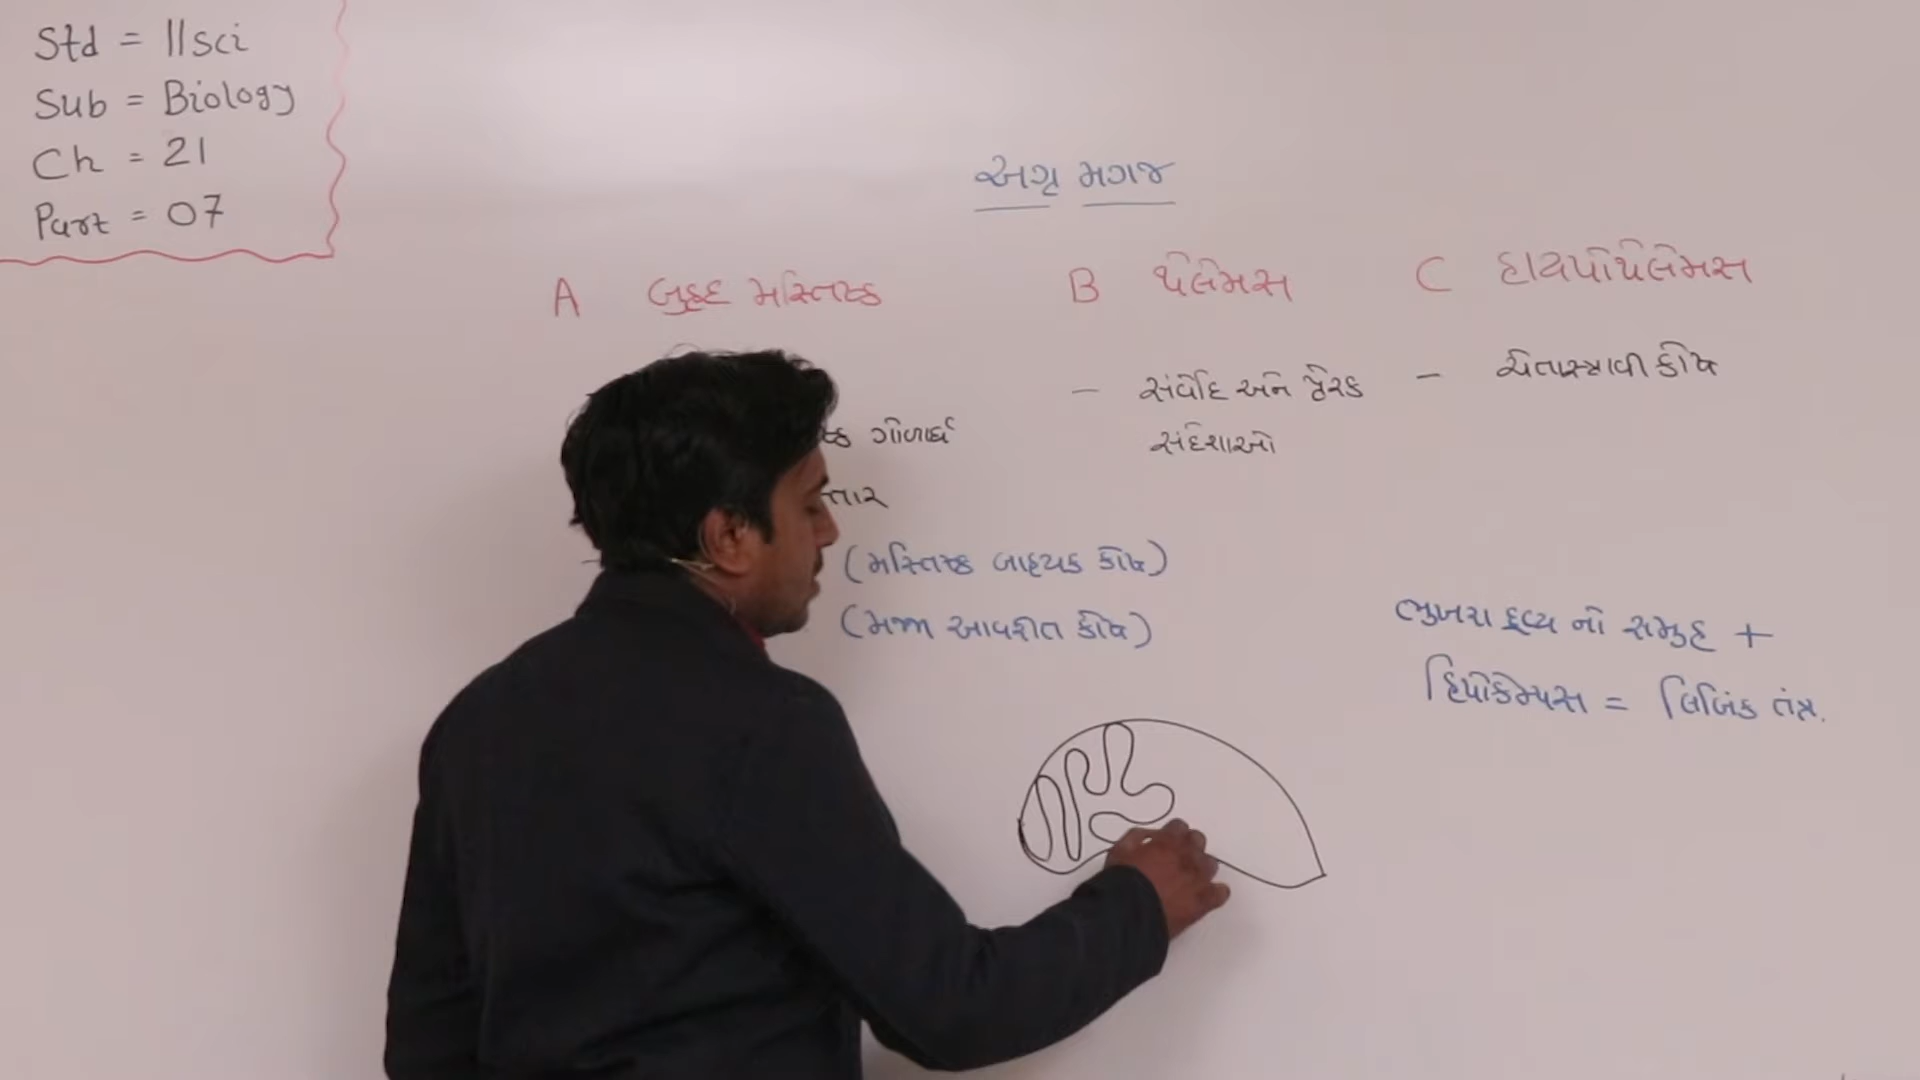 Std = 11sci
Sub = Biology
Ch = 21
Part = 07
અગ્ર મગજ
A બૃહદ મસ્તિષ્ક
B થેલેમસ
C હાયપોથેલેમસ
ગોળાર્ધ
(મસ્તિષ્ક બાહ્યક કોષ)
(મજ્જા આવરીત કોષ)
– સંવેદિ અને પ્રેરક
સંદેશાઓ
– ચેતાસ્ત્રાવી કોષ
ભુખરા દ્રવ્ય નો સમુહ +
હિપોકેમ્પસ = લિબિંક તંત્ર.